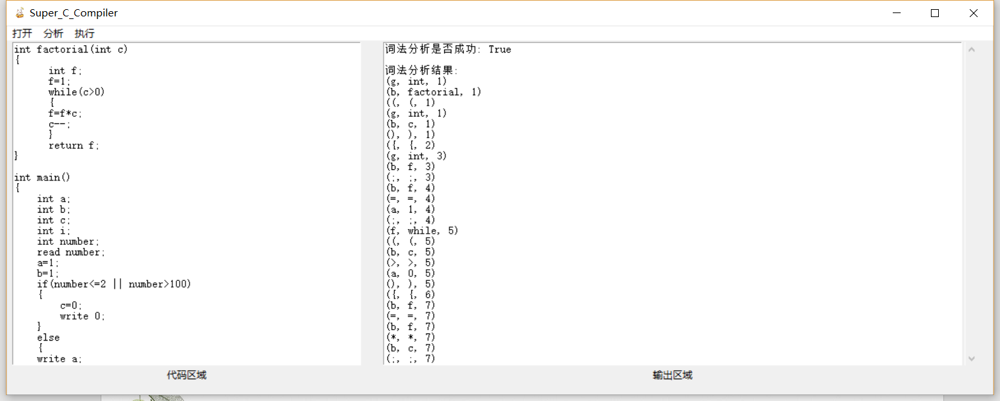 Super_C_Compiler
打开 分析 执行
int factorial(int c)
{
int f;
f=1;
while(c>0)
{
f=f*c;
c--;
}
return f;
}
int main()
{
int a;
int b;
int c;
int i;
int number;
read number;
a=1;
b=1;
if(number<=2 || number>100)
{
c=0;
write 0;
}
else
{
write a;
代码区域
词法分析是否成功: True
词法分析结果:
(g, int, 1)
(b, factorial, 1)
((, (, 1)
(g, int, 1)
(b, c, 1)
(), ), 1)
({, {, 2)
(g, int, 3)
(b, f, 3)
(;, ;, 3)
(b, f, 4)
(=, =, 4)
(a, 1, 4)
(;, ;, 4)
(f, while, 5)
((, (, 5)
(b, c, 5)
(>, >, 5)
(a, 0, 5)
(), ), 5)
({, {, 6)
(b, f, 7)
(=, =, 7)
(b, f, 7)
(*, *, 7)
(b, c, 7)
(;, ;, 7)
输出区域